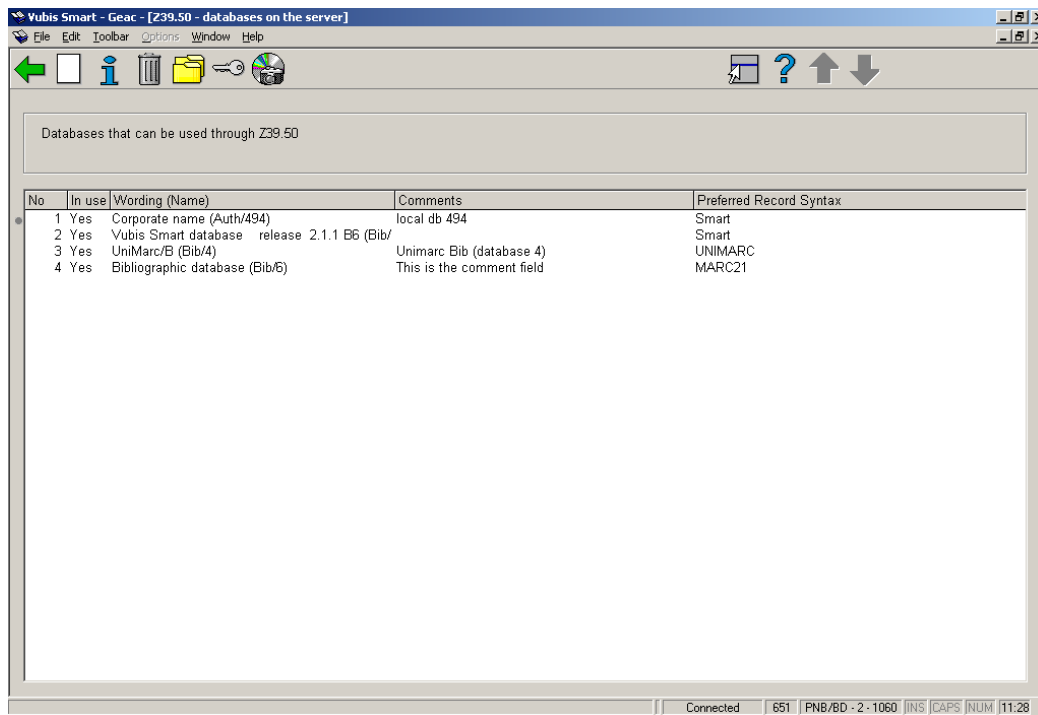 Vubis Smart - Geac - [Z39.50 - databases on the server]
File Edit Toolbar Options Window Help
Databases that can be used through Z39.50
No In use Wording (Name) Comments Preferred Record Syntax
1 Yes Corporate name (Auth/494) local db 494 Smart
2 Yes Vubis Smart database release 2.1.1 B6 (Bib/ Smart
3 Yes UniMarc/B (Bib/4) Unimarc Bib (database 4) UNIMARC
4 Yes Bibliographic database (Bib/6) This is the comment field MARC21
Connected 651 PNB/BD - 2 - 1060 INS CAPS NUM 11:28